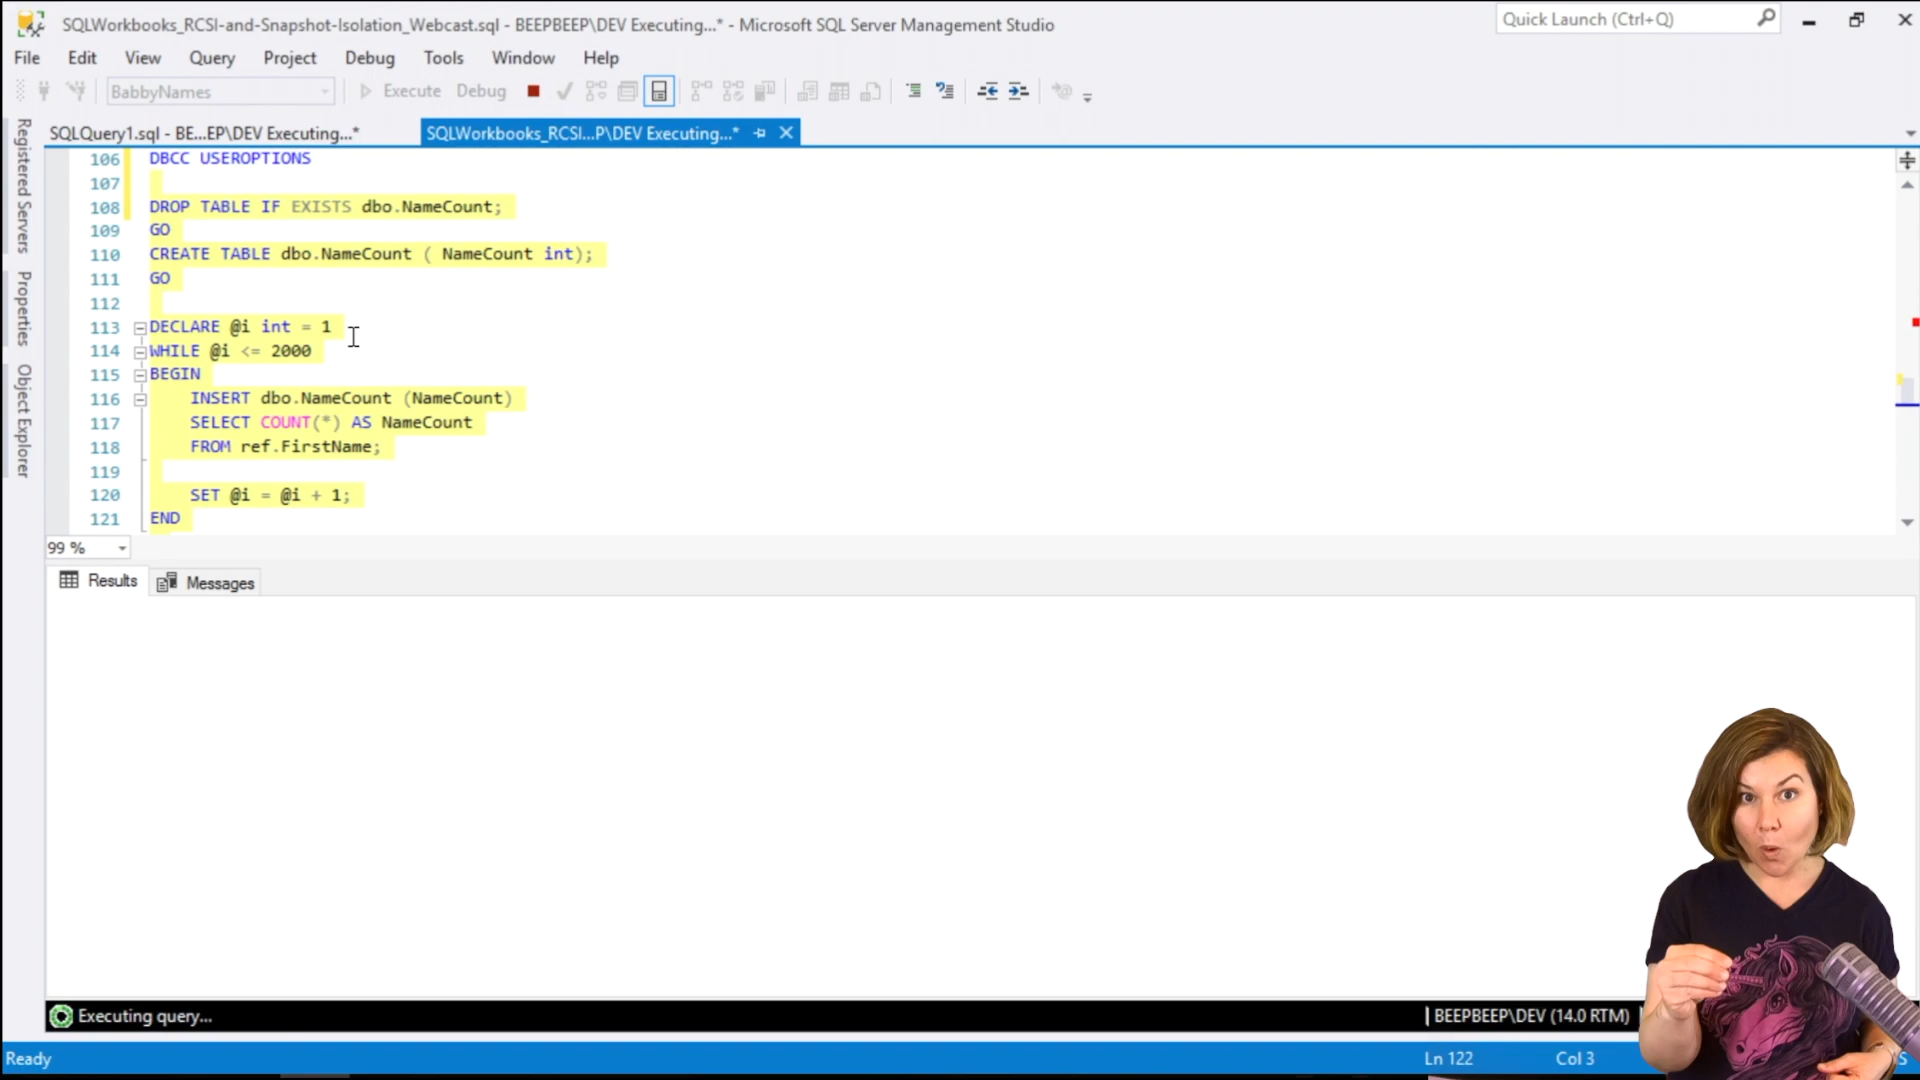 SQLWorkbooks_RCSI-and-Snapshot-Isolation_Webcast.sql - BEEPBEEP\DEV Executing...* - Microsoft SQL Server Management Studio
Quick Launch (Ctrl+Q)
File Edit View Query Project Debug Tools Window Help
BabbyNames Execute Debug
SQLQuery1.sql - BE...EP\DEV Executing...*
SQLWorkbooks_RCSI...P\DEV Executing...*
Registered Servers
Properties
Object Explorer
106 DBCC USEROPTIONS
107
108 DROP TABLE IF EXISTS dbo.NameCount;
109 GO
110 CREATE TABLE dbo.NameCount ( NameCount int);
111 GO
112
113 DECLARE @i int = 1
114 WHILE @i <= 2000
115 BEGIN
116 INSERT dbo.NameCount (NameCount)
117 SELECT COUNT(*) AS NameCount
118 FROM ref.FirstName;
119
120 SET @i = @i + 1;
121 END
99 %
Results Messages
Executing query...
BEEPBEEP\DEV (14.0 RTM)
Ready
Ln 122
Col 3